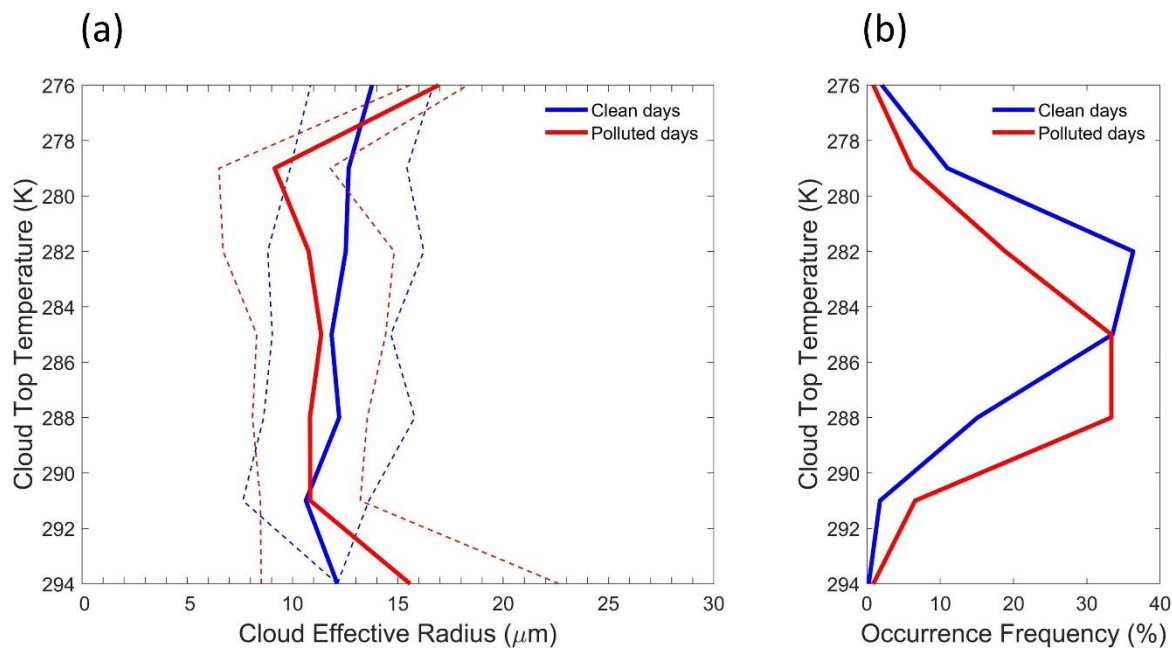 (a)
(b)
Cloud Top Temperature (K)
276
278
280
282
284
286
288
290
292
294
Clean days
Polluted days
0 5 10 15 20 25 30
Cloud Effective Radius (μm)
Cloud Top Temperature (K)
276
278
280
282
284
286
288
290
292
294
Clean days
Polluted days
0 10 20 30 40
Occurrence Frequency (%)